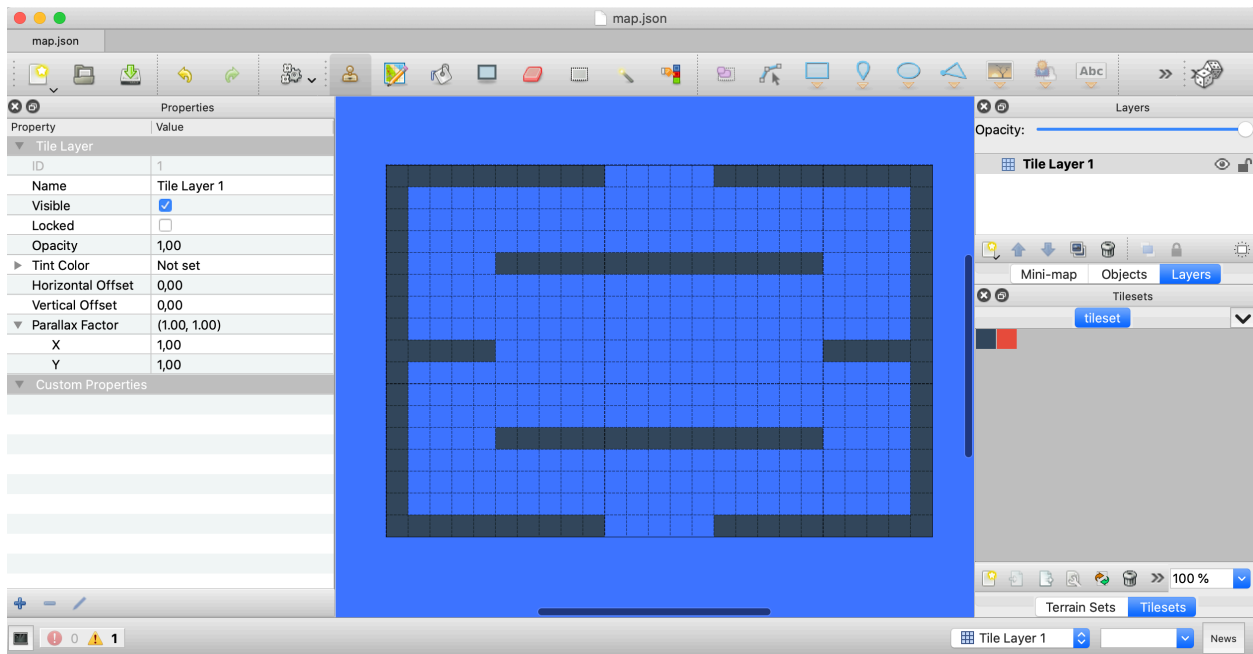 map.json
map.json
Abc
Properties
Property Value
Tile Layer
ID 1
Name Tile Layer 1
Visible
Locked
Opacity 1,00
Tint Color Not set
Horizontal Offset 0,00
Vertical Offset 0,00
Parallax Factor (1.00, 1.00)
X 1,00
Y 1,00
Custom Properties
Layers
Opacity:
Tile Layer 1
Mini-map Objects Layers
Tilesets
tileset
100 %
Terrain Sets Tilesets
0 1
Tile Layer 1
News